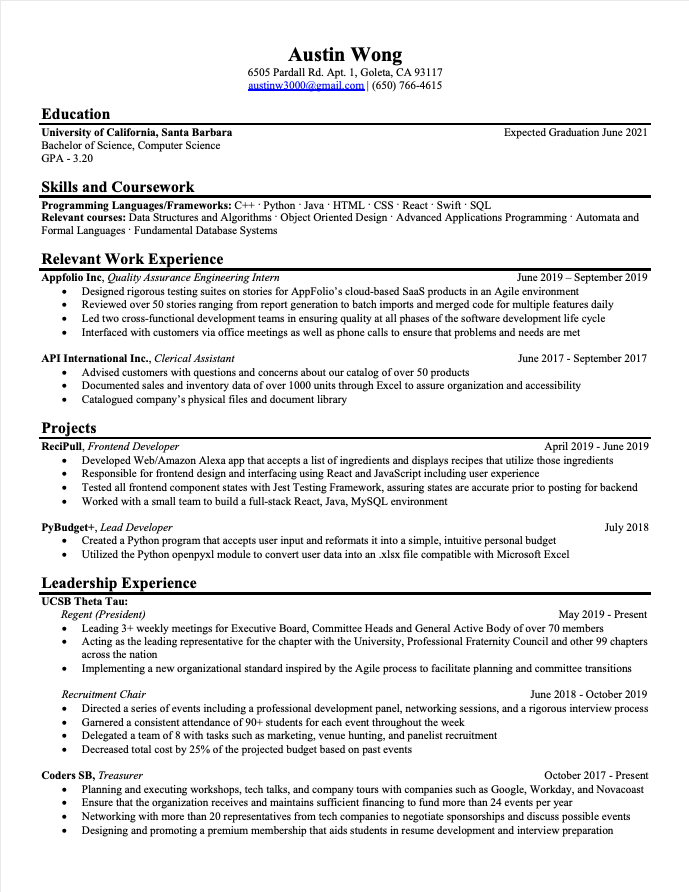 Austin Wong
6505 Pardall Rd. Apt. 1, Goleta, CA 93117
austinw3000@gmail.com | (650) 766-4615
Education
University of California, Santa Barbara Expected Graduation June 2021
Bachelor of Science, Computer Science
GPA - 3.20
Skills and Coursework
Programming Languages/Frameworks: C++ · Python · Java · HTML · CSS · React · Swift · SQL
Relevant courses: Data Structures and Algorithms · Object Oriented Design · Advanced Applications Programming · Automata and
Formal Languages · Fundamental Database Systems
Relevant Work Experience
Appfolio Inc, Quality Assurance Engineering Intern June 2019 – September 2019
• Designed rigorous testing suites on stories for AppFolio's cloud-based SaaS products in an Agile environment
• Reviewed over 50 stories ranging from report generation to batch imports and merged code for multiple features daily
• Led two cross-functional development teams in ensuring quality at all phases of the software development life cycle
• Interfaced with customers via office meetings as well as phone calls to ensure that problems and needs are met
API International Inc., Clerical Assistant June 2017 - September 2017
• Advised customers with questions and concerns about our catalog of over 50 products
• Documented sales and inventory data of over 1000 units through Excel to assure organization and accessibility
• Catalogued company's physical files and document library
Projects
ReciPull, Frontend Developer April 2019 - June 2019
• Developed Web/Amazon Alexa app that accepts a list of ingredients and displays recipes that utilize those ingredients
• Responsible for frontend design and interfacing using React and JavaScript including user experience
• Tested all frontend component states with Jest Testing Framework, assuring states are accurate prior to posting for backend
• Worked with a small team to build a full-stack React, Java, MySQL environment
PyBudget+, Lead Developer July 2018
• Created a Python program that accepts user input and reformats it into a simple, intuitive personal budget
• Utilized the Python openpyxl module to convert user data into an .xlsx file compatible with Microsoft Excel
Leadership Experience
UCSB Theta Tau:
Regent (President) May 2019 - Present
• Leading 3+ weekly meetings for Executive Board, Committee Heads and General Active Body of over 70 members
• Acting as the leading representative for the chapter with the University, Professional Fraternity Council and other 99 chapters
across the nation
• Implementing a new organizational standard inspired by the Agile process to facilitate planning and committee transitions
Recruitment Chair June 2018 - October 2019
• Directed a series of events including a professional development panel, networking sessions, and a rigorous interview process
• Garnered a consistent attendance of 90+ students for each event throughout the week
• Delegated a team of 8 with tasks such as marketing, venue hunting, and panelist recruitment
• Decreased total cost by 25% of the projected budget based on past events
Coders SB, Treasurer October 2017 - Present
• Planning and executing workshops, tech talks, and company tours with companies such as Google, Workday, and Novacoast
• Ensure that the organization receives and maintains sufficient financing to fund more than 24 events per year
• Networking with more than 20 representatives from tech companies to negotiate sponsorships and discuss possible events
• Designing and promoting a premium membership that aids students in resume development and interview preparation